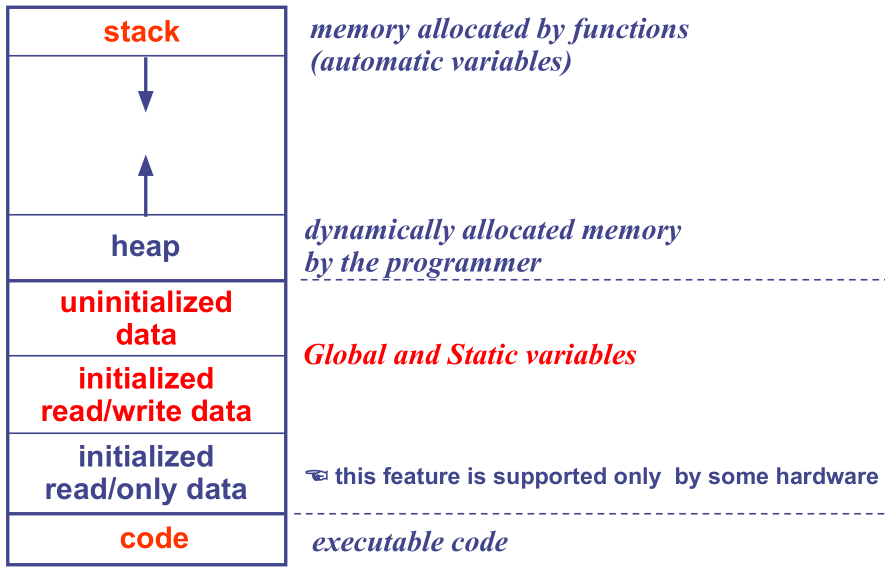 stack
memory allocated by functions
(automatic variables)
heap
dynamically allocated memory
by the programmer
uninitialized
data
Global and Static variables
initialized
read/write data
initialized
read/only data
☜ this feature is supported only by some hardware
code
executable code